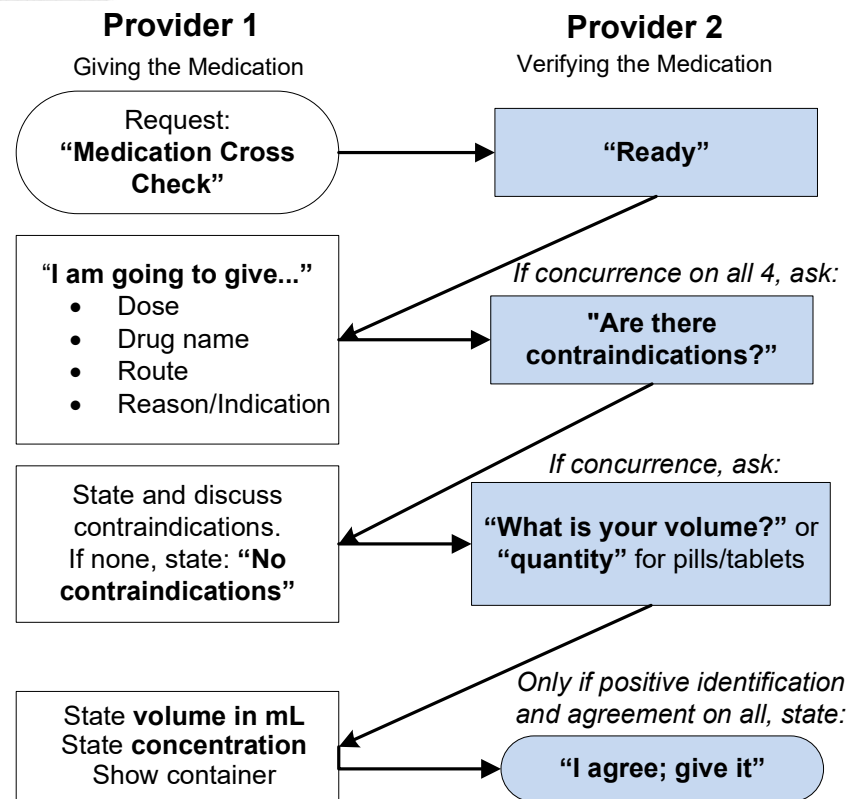 Provider 1
Giving the Medication
Provider 2
Verifying the Medication
Request:
“Medication Cross
Check”
“Ready”
“I am going to give...”
• Dose
• Drug name
• Route
• Reason/Indication
If concurrence on all 4, ask:
"Are there
contraindications?”
State and discuss
contraindications.
If none, state: “No
contraindications”
If concurrence, ask:
“What is your volume?” or
“quantity” for pills/tablets
State volume in mL
State concentration
Show container
Only if positive identification
and agreement on all, state:
“I agree; give it”